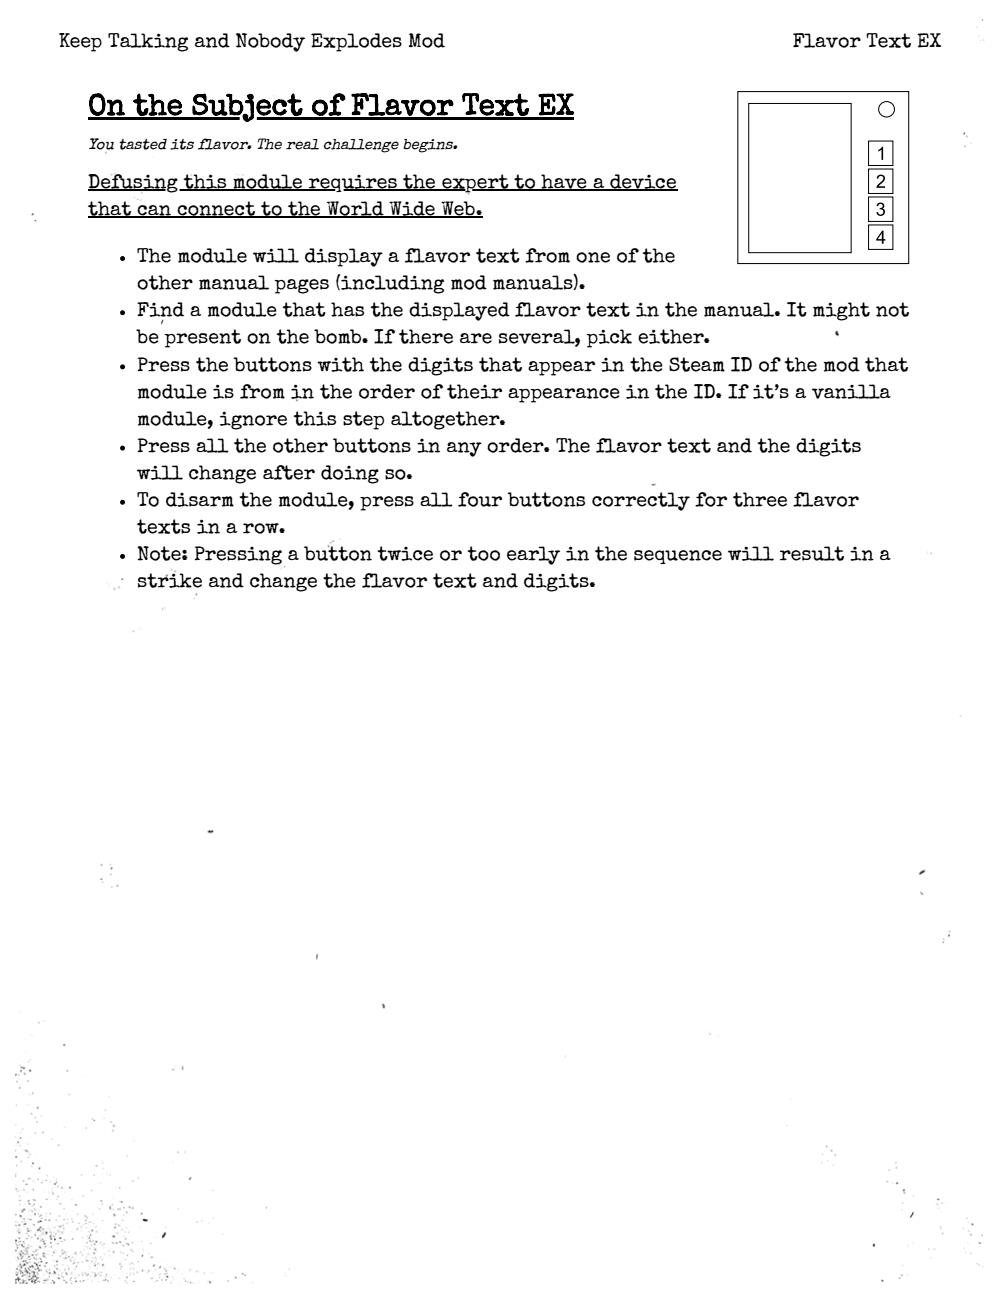 Keep Talking and Nobody Explodes Mod
Flavor Text EX
On the Subject of Flavor Text EX
You tasted its flavor. The real challenge begins.
Defusing this module requires the expert to have a device
that can connect to the World Wide Web.
1
2
3
4
• The module will display a flavor text from one of the
other manual pages (including mod manuals).
• Find a module that has the displayed flavor text in the manual. It might not
be present on the bomb. If there are several, pick either.
• Press the buttons with the digits that appear in the Steam ID of the mod that
module is from in the order of their appearance in the ID. If it’s a vanilla
module, ignore this step altogether.
• Press all the other buttons in any order. The flavor text and the digits
will change after doing so.
• To disarm the module, press all four buttons correctly for three flavor
texts in a row.
• Note: Pressing a button twice or too early in the sequence will result in a
strike and change the flavor text and digits.